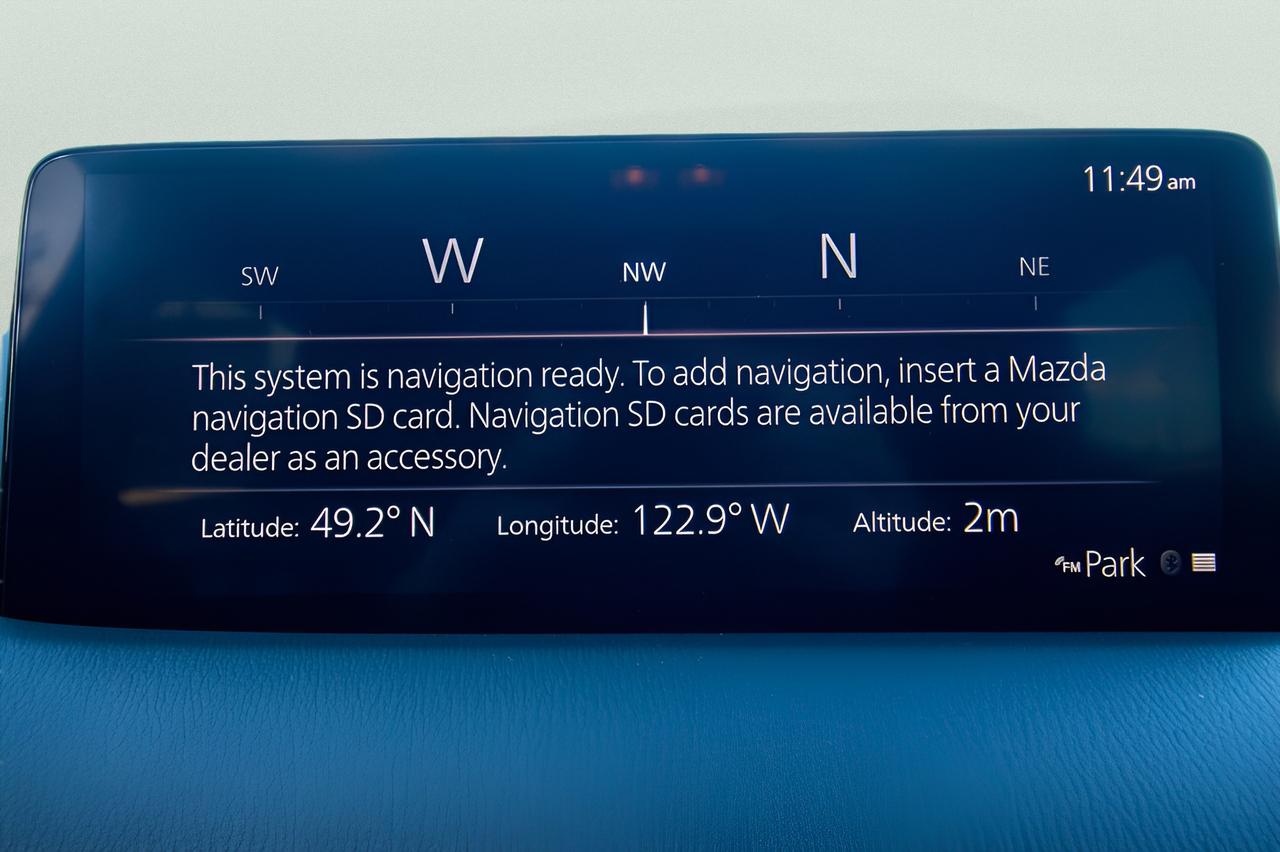 11:49 am
SW W NW N NE
This system is navigation ready. To add navigation, insert a Mazda
navigation SD card. Navigation SD cards are available from your
dealer as an accessory.
Latitude: 49.2° N Longitude: 122.9° W Altitude: 2m
FM Park